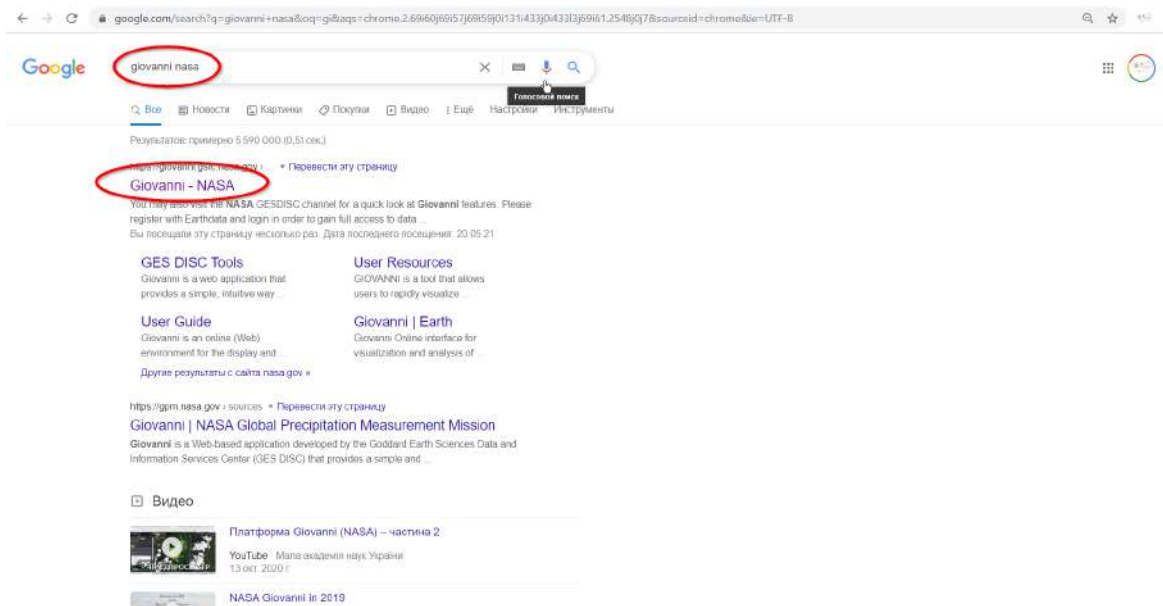 google.com/search?q=giovanni+nasa&oq=gi&aqs=chrome.2.69i60j69i57j69i59j0i131i433j0i433l3j69i61.2548j0j7&sourceid=chrome&ie=UTF-8
Google
giovanni nasa
Голосовой поиск
Все Новости Картинки Покупки Видео Ещё Настройки Инструменты
Результатов: примерно 5 590 000 (0,51 сек.)
https://giovanni.gsfc.nasa.gov › ... Перевести эту страницу
Giovanni - NASA
You may also visit the NASA GESDISC channel for a quick look at Giovanni features. Please
register with Earthdata and login in order to gain full access to data ...
Вы посещали эту страницу несколько раз. Дата последнего посещения: 20.05.21
GES DISC Tools
Giovanni is a web application that
provides a simple, intuitive way ...
User Resources
GIOVANNI is a tool that allows
users to rapidly visualize ...
User Guide
Giovanni is an online (Web)
environment for the display and ...
Giovanni | Earth
Giovanni Online interface for
visualization and analysis of ...
Другие результаты с сайта nasa.gov »
https://gpm.nasa.gov › sources Перевести эту страницу
Giovanni | NASA Global Precipitation Measurement Mission
Giovanni is a Web-based application developed by the Goddard Earth Sciences Data and
Information Services Center (GES DISC) that provides a simple and ...
Видео
Платформа Giovanni (NASA) – частина 2
ПРЕДПРОСМОТР
YouTube Мала академія наук України
13 окт. 2020 г.
NASA Giovanni in 2019